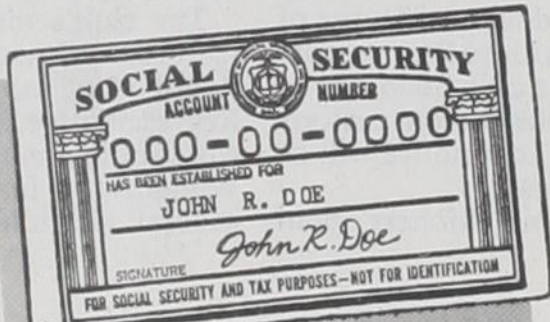 SOCIAL SECURITY
ACCOUNT NUMBER
000-00-0000
HAS BEEN ESTABLISHED FOR
JOHN R. DOE
John R. Doe
SIGNATURE
FOR SOCIAL SECURITY AND TAX PURPOSES—NOT FOR IDENTIFICATION